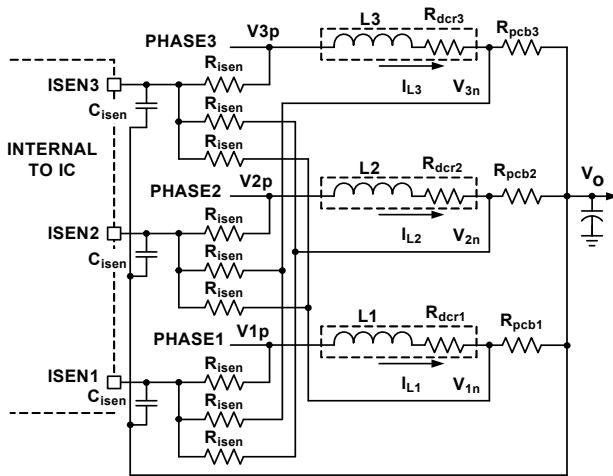 PHASE3 V3p L3 Rdcr3 Rpcb3
ISEN3 Risen IL3 V3n
Cisen Risen
Risen
INTERNAL
TO IC
PHASE2 V2p L2 Rdcr2 Rpcb2 Vo
ISEN2 Risen IL2 V2n
Cisen Risen
Risen
PHASE1 V1p L1 Rdcr1 Rpcb1
ISEN1 Risen IL1 V1n
Cisen Risen
Risen